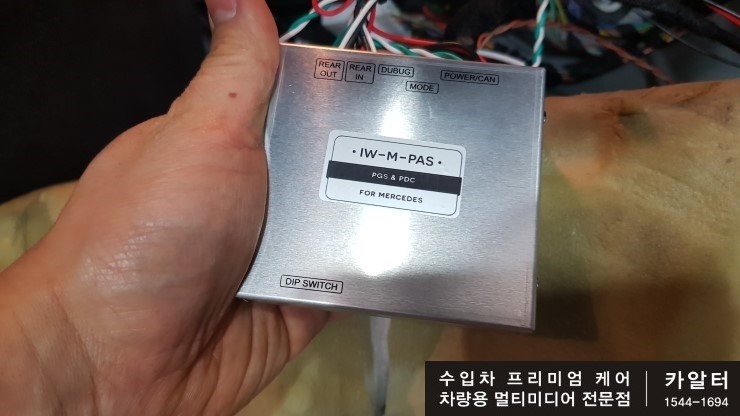 REAR OUT
REAR IN
DUBUG
MODE
POWER/CAN
· IW-M-PAS ·
PGS & PDC
FOR MERCEDES
DIP SWITCH
수입차 프리미엄 케어
차량용 멀티미디어 전문점
카알터
1544-1694